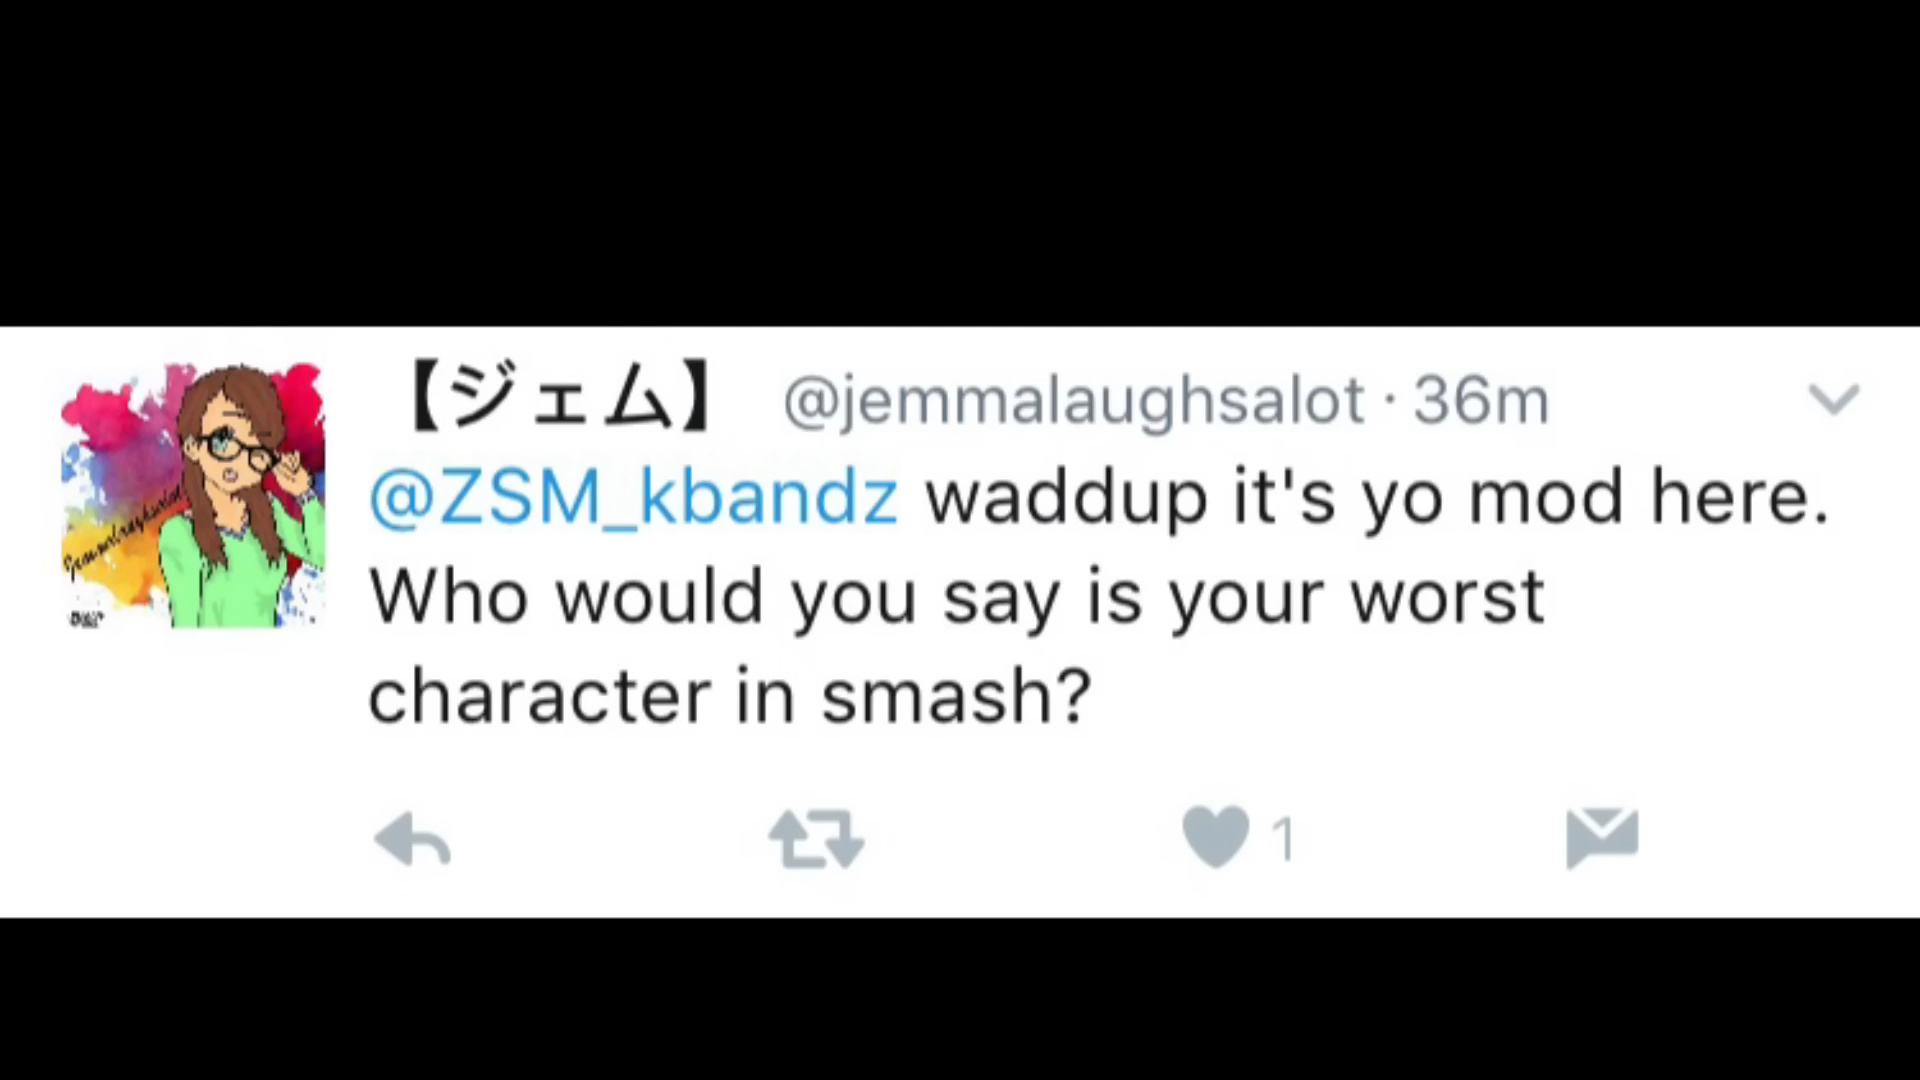 【ジェム】 @jemmalaughsalot · 36m
@ZSM_kbandz waddup it's yo mod here.
Who would you say is your worst
character in smash?
1